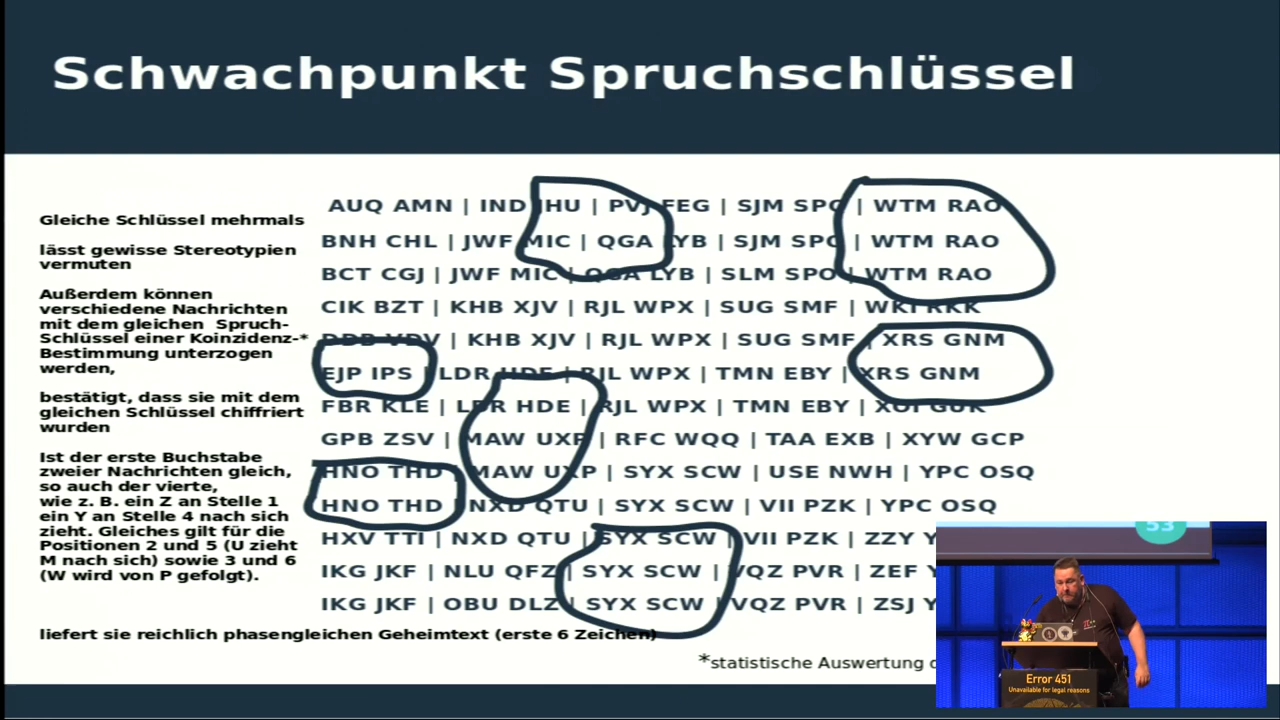 Schwachpunkt Spruchschlüssel
Gleiche Schlüssel mehrmals
lässt gewisse Stereotypien
vermuten
Außerdem können
verschiedene Nachrichten
mit dem gleichen Spruch-
Schlüssel einer Koinzidenz-*
Bestimmung unterzogen
werden,
bestätigt, dass sie mit dem
gleichen Schlüssel chiffriert
wurden
Ist der erste Buchstabe
zweier Nachrichten gleich,
so auch der vierte,
wie z. B. ein Z an Stelle 1
ein Y an Stelle 4 nach sich
zieht. Gleiches gilt für die
Positionen 2 und 5 (U zieht
M nach sich) sowie 3 und 6
(W wird von P gefolgt).
AUQ AMN | IND JHU | PVJ FEG | SJM SPO | WTM RAO
BNH CHL | JWF MIC | QGA LYB | SJM SPO | WTM RAO
BCT CGJ | JWF MIC | QGA LYB | SLM SPO | WTM RAO
CIK BZT | KHB XJV | RJL WPX | SUG SMF | WKI RKK
DDB VDV | KHB XJV | RJL WPX | SUG SMF | XRS GNM
EJP IPS | LDR HDE | RJL WPX | TMN EBY | XRS GNM
FBR KLE | LDR HDE | RJL WPX | TMN EBY | XOI GUK
GPB ZSV | MAW UXP | RFC WQQ | TAA EXB | XYW GCP
HNO THD | MAW UXP | SYX SCW | USE NWH | YPC OSQ
HNO THD | NXD QTU | SYX SCW | VII PZK | YPC OSQ
HXV TTI | NXD QTU | SYX SCW | VII PZK | ZZY Y
IKG JKF | NLU QFZ | SYX SCW | VQZ PVR | ZEF Y
IKG JKF | OBU DLZ | SYX SCW | VQZ PVR | ZSJ Y
liefert sie reichlich phasengleichen Geheimtext (erste 6 Zeichen)
*statistische Auswertung
53
Error 451
Unavailable for legal reasons